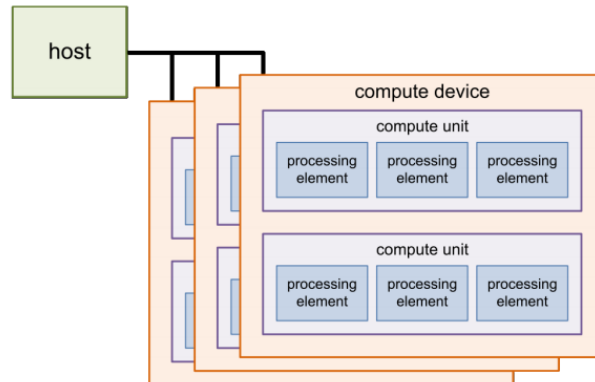 host
compute device
compute unit
processing processing processing
element element element
compute unit
processing processing processing
element element element